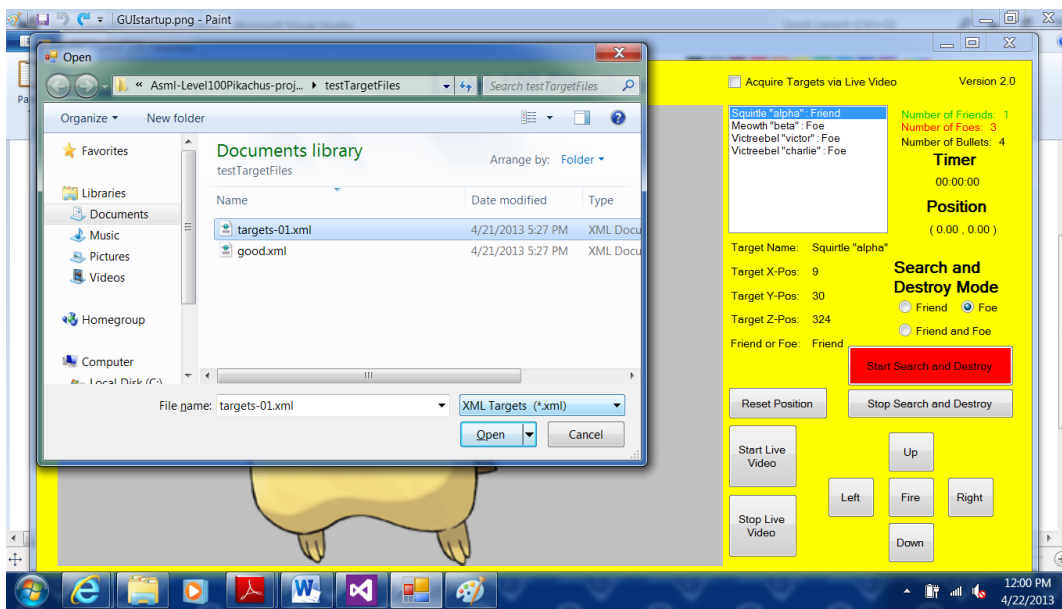 GUIstartup.png - Paint
Open
« Asml-Level100Pikachus-proj... ▸ testTargetFiles
Search testTargetFiles
Organize
New folder
Favorites
Libraries
Documents
Music
Pictures
Videos
Homegroup
Computer
Local Disk (C:)
Documents library
testTargetFiles
Arrange by: Folder
Name Date modified Type
targets-01.xml 4/21/2013 5:27 PM XML Docu
good.xml 4/21/2013 5:27 PM XML Docu
File name: targets-01.xml
XML Targets (*.xml)
Open
Cancel
Acquire Targets via Live Video
Version 2.0
Squirtle "alpha" : Friend
Meowth "beta" : Foe
Victreebel "victor" : Foe
Victreebel "charlie" : Foe
Number of Friends: 1
Number of Foes: 3
Number of Bullets: 4
Timer
00:00:00
Position
( 0.00 , 0.00 )
Target Name: Squirtle "alpha"
Target X-Pos: 9
Target Y-Pos: 30
Target Z-Pos: 324
Friend or Foe: Friend
Search and
Destroy Mode
Friend Foe
Friend and Foe
Start Search and Destroy
Reset Position
Stop Search and Destroy
Start Live
Video
Stop Live
Video
Up
Left
Fire
Right
Down
12:00 PM
4/22/2013